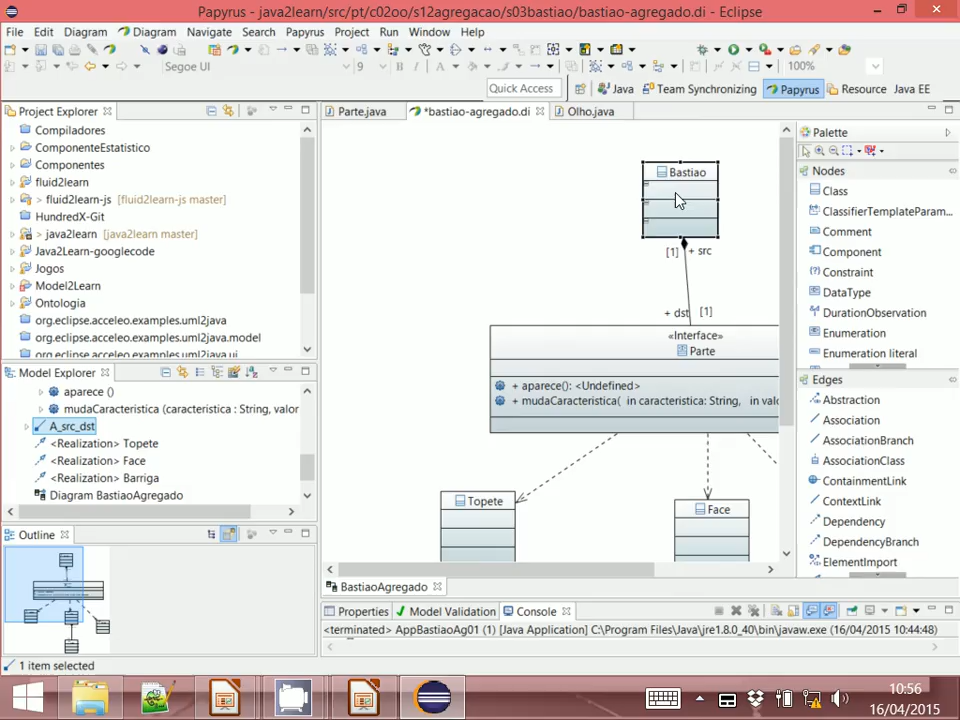 Papyrus - java2learn/src/pt/c02oo/s12agregacao/s03bastiao/bastiao-agregado.di - Eclipse
File Edit Diagram Diagram Navigate Search Papyrus Project Run Window Help
Segoe UI 9 B I A 100%
Quick Access Java Team Synchronizing Papyrus Resource Java EE
Project Explorer
Compiladores
ComponenteEstatistico
Componentes
fluid2learn
> fluid2learn-js [fluid2learn-js master]
HundredX-Git
> java2learn [java2learn master]
Java2Learn-googlecode
Jogos
Model2Learn
Ontologia
org.eclipse.acceleo.examples.uml2java
org.eclipse.acceleo.examples.uml2java.model
org.eclipse.acceleo.examples.uml2java.ui
Model Explorer
aparece ()
mudaCaracteristica (caracteristica : String, valor
A_src_dst
<Realization> Topete
<Realization> Face
<Realization> Barriga
Diagram BastiaoAgregado
Outline
Parte.java *bastiao-agregado.di Olho.java
Bastiao
[1] + src
+ dst [1]
«Interface»
Parte
+ aparece(): <Undefined>
+ mudaCaracteristica( in caracteristica: String, in valo
Topete
Face
BastiaoAgregado
Palette
Nodes
Class
ClassifierTemplateParam...
Comment
Component
Constraint
DataType
DurationObservation
Enumeration
Enumeration literal
Edges
Abstraction
Association
AssociationBranch
AssociationClass
ContainmentLink
ContextLink
Dependency
DependencyBranch
ElementImport
Properties Model Validation Console
<terminated> AppBastiaoAg01 (1) [Java Application] C:\Program Files\Java\jre1.8.0_40\bin\javaw.exe (16/04/2015 10:44:48)
1 item selected
10:56
16/04/2015